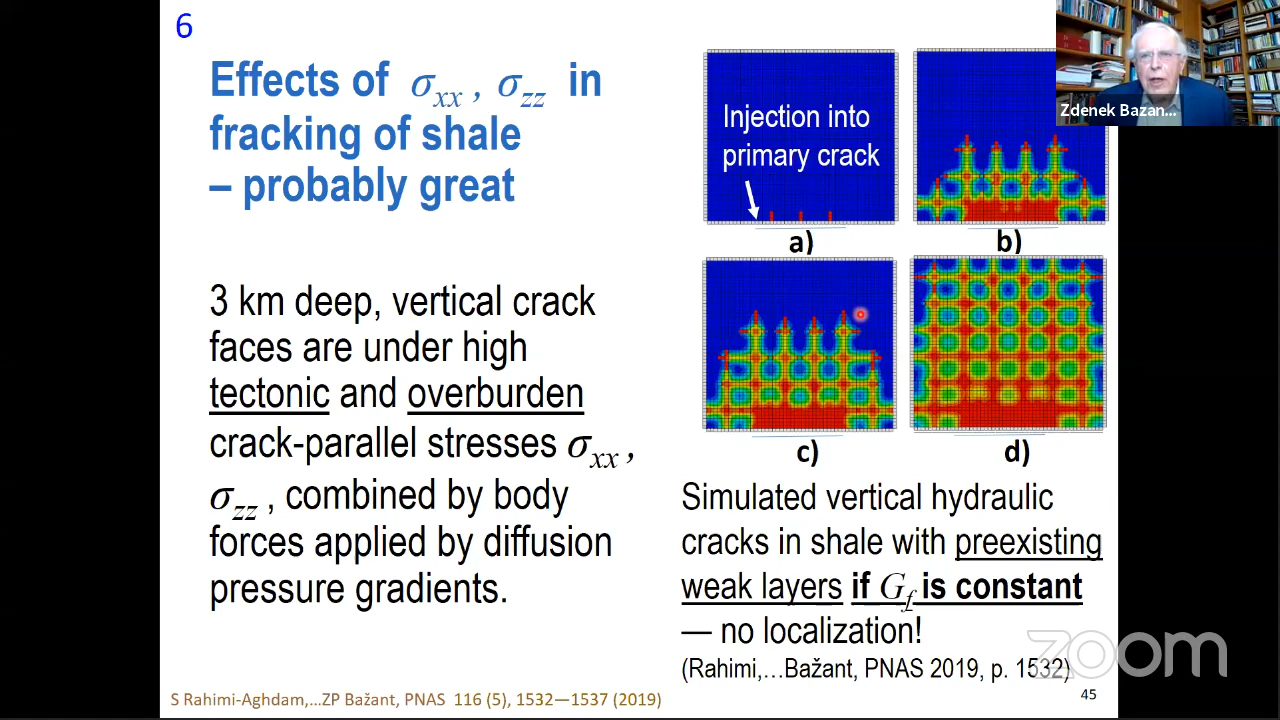 6
Effects of σxx , σzz in
fracking of shale
– probably great
3 km deep, vertical crack
faces are under high
tectonic and overburden
crack-parallel stresses σxx ,
σzz , combined by body
forces applied by diffusion
pressure gradients.
Injection into
primary crack
a)
b)
c)
d)
Simulated vertical hydraulic
cracks in shale with preexisting
weak layers if Gf is constant
— no localization!
(Rahimi,…Bažant, PNAS 2019, p. 1532)
S Rahimi-Aghdam,…ZP Bažant, PNAS 116 (5), 1532—1537 (2019)
45
Zdenek Bazan...
zoom